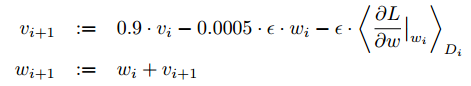 v_{i+1} := 0.9 · v_i − 0.0005 · ϵ · w_i − ϵ · ⟨ ∂L/∂w |_{w_i} ⟩_{D_i}
w_{i+1} := w_i + v_{i+1}